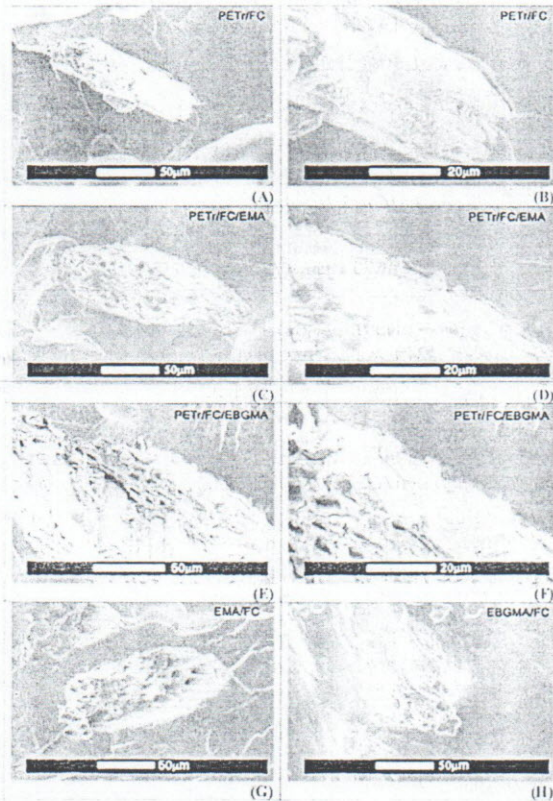 PETr/FC
PETr/FC
50µm
20µm
(A)
(B)
PETr/FC/EMA
PETr/FC/EMA
50µm
20µm
(C)
(D)
PETr/FC/EBGMA
PETr/FC/EBGMA
60µm
20µm
(E)
(F)
EMA/FC
EBGMA/FC
60µm
50µm
(G)
(H)